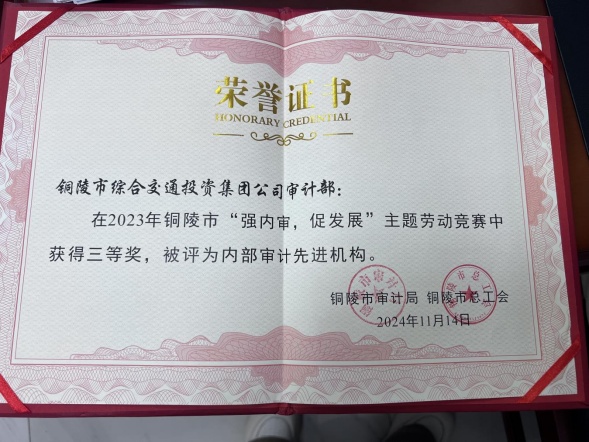 荣誉证书
HONORARY CREDENTIAL
铜陵市综合交通投资集团公司审计部：
在2023年铜陵市“强内审，促发展”主题劳动竞赛中
获得三等奖，被评为内部审计先进机构。
铜陵市审计局 铜陵市总工会
2024年11月14日